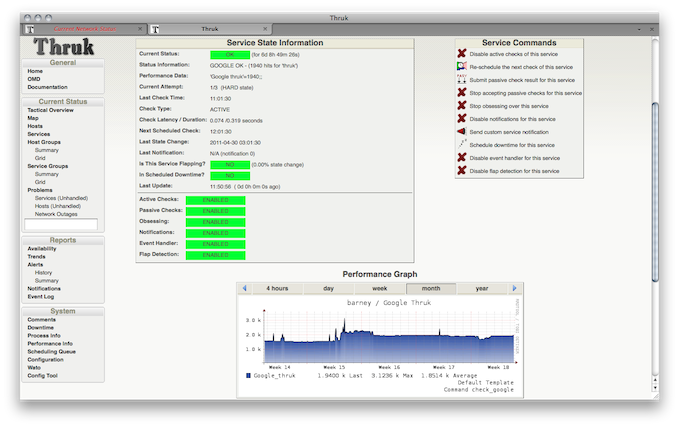 Thruk
Current Network Status
Thruk
Thruk
General
Home
OMD
Documentation
Current Status
Tactical Overview
Map
Hosts
Services
Host Groups
Summary
Grid
Service Groups
Summary
Grid
Problems
Services (Unhandled)
Hosts (Unhandled)
Network Outages
Reports
Availability
Trends
Alerts
History
Summary
Notifications
Event Log
System
Comments
Downtime
Process Info
Performance Info
Scheduling Queue
Configuration
Wato
Config Tool
Service State Information
Current Status: OK (for 6d 8h 49m 26s)
Status Information: GOOGLE OK - (1940 hits for 'thruk')
Performance Data: 'Google thruk'=1940;;
Current Attempt: 1/3 (HARD state)
Last Check Time: 11:01:30
Check Type: ACTIVE
Check Latency / Duration: 0.074 /0.319 seconds
Next Scheduled Check: 12:01:30
Last State Change: 2011-04-30 03:01:30
Last Notification: N/A (notification 0)
Is This Service Flapping? NO (0.00% state change)
In Scheduled Downtime? NO
Last Update: 11:50:56 ( 0d 0h 0m 0s ago)
Active Checks: ENABLED
Passive Checks: ENABLED
Obsessing: ENABLED
Notifications: ENABLED
Event Handler: ENABLED
Flap Detection: ENABLED
Service Commands
Disable active checks of this service
Re-schedule the next check of this service
Submit passive check result for this service
Stop accepting passive checks for this service
Stop obsessing over this service
Disable notifications for this service
Send custom service notification
Schedule downtime for this service
Disable event handler for this service
Disable flap detection for this service
Performance Graph
4 hours day week month year
barney / Google Thruk
3.0 k
2.0 k
1.0 k
Week 14 Week 15 Week 16 Week 17 Week 18
Google_thruk 1.9400 k Last 3.1236 k Max 1.8514 k Average
Default Template
Command check_google